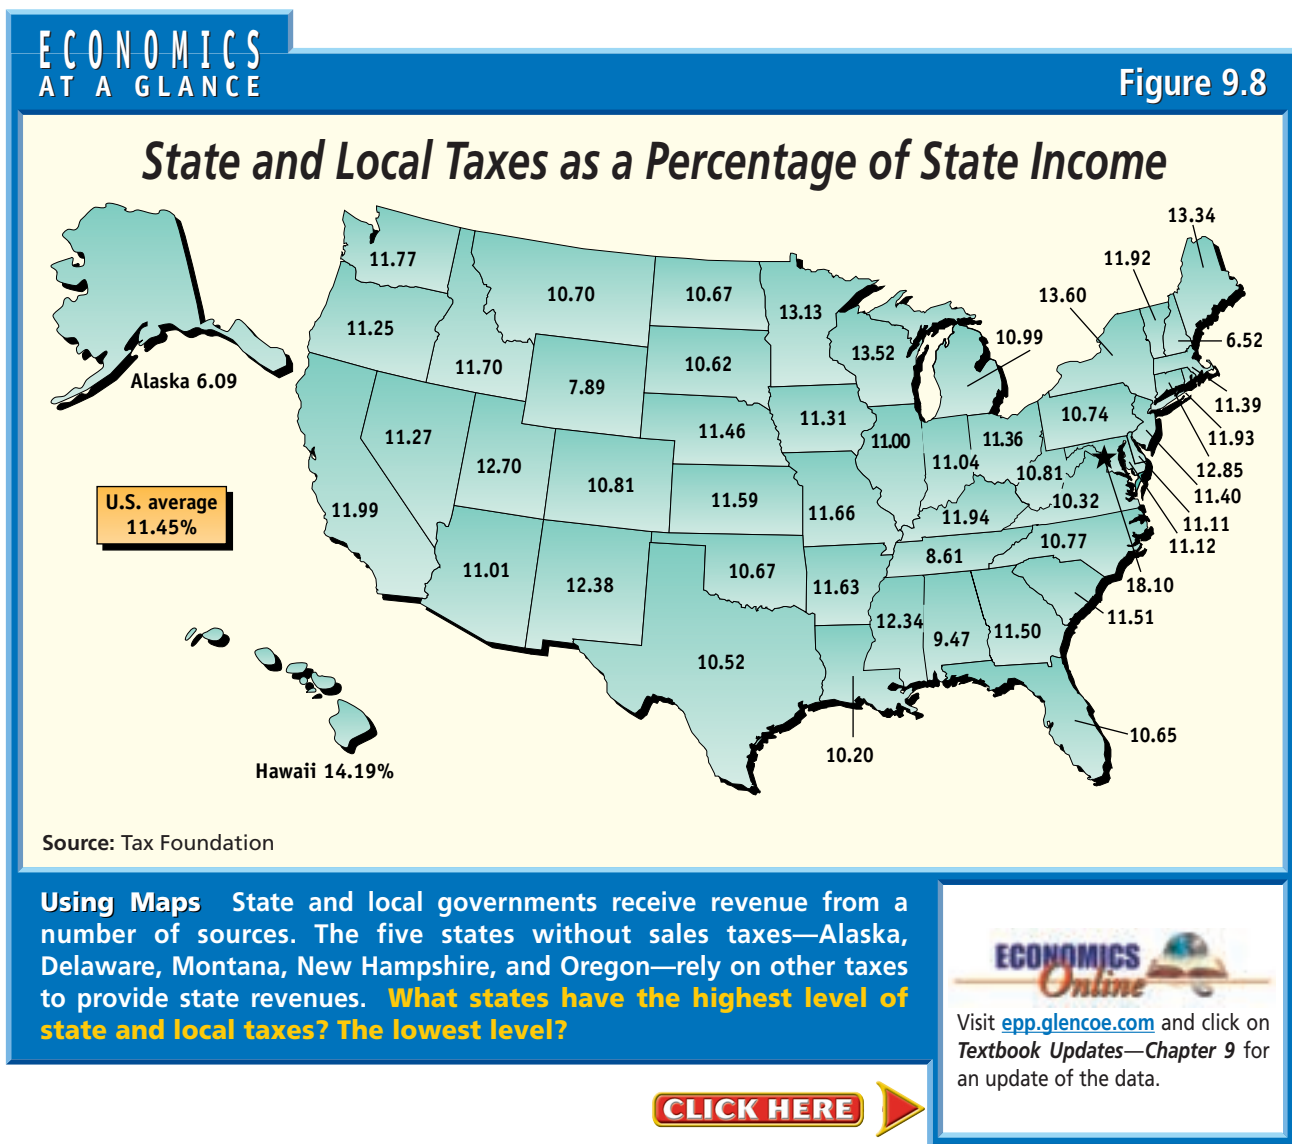 ECONOMICS
AT A GLANCE
Figure 9.8
State and Local Taxes as a Percentage of State Income
13.34
11.92
13.60
11.77
10.70
10.67
13.13
11.25
10.99
6.52
13.52
11.70
10.62
7.89
Alaska 6.09
11.39
11.31
10.74
11.46
11.27
11.00
11.36
11.93
12.70
11.04
10.81
12.85
10.81
11.40
U.S. average
11.45%
11.59
10.32
11.99
11.66
11.94
11.11
11.12
10.77
8.61
11.01
10.67
12.38
11.63
18.10
11.51
12.34
9.47
11.50
10.52
10.65
10.20
Hawaii 14.19%
Source: Tax Foundation
Using Maps State and local governments receive revenue from a
number of sources. The five states without sales taxes—Alaska,
Delaware, Montana, New Hampshire, and Oregon—rely on other taxes
to provide state revenues. What states have the highest level of
state and local taxes? The lowest level?
ECONOMICS
Online
Visit epp.glencoe.com and click on
Textbook Updates—Chapter 9 for
an update of the data.
CLICK HERE